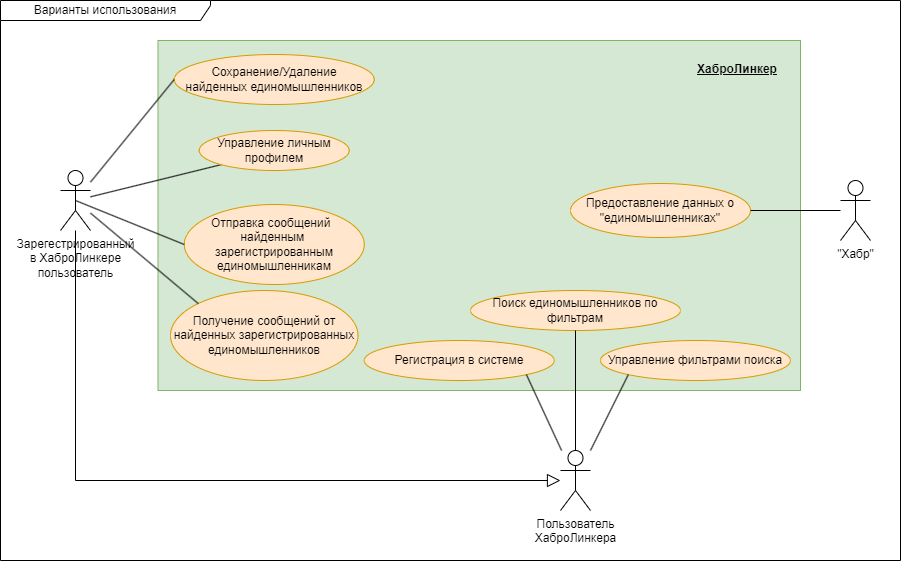 Варианты использования
ХаброЛинкер
Сохранение/Удаление
найденных единомышленников
Управление личным
профилем
Отправка сообщений
найденным
зарегистрированным
единомышленникам
Получение сообщений от
найденных зарегистрированных
единомышленников
Предоставление данных о
"единомышленниках"
Поиск единомышленников по
фильтрам
Регистрация в системе
Управление фильтрами поиска
Зарегестрированный
в ХаброЛинкере
пользователь
"Хабр"
Пользователь
ХаброЛинкера